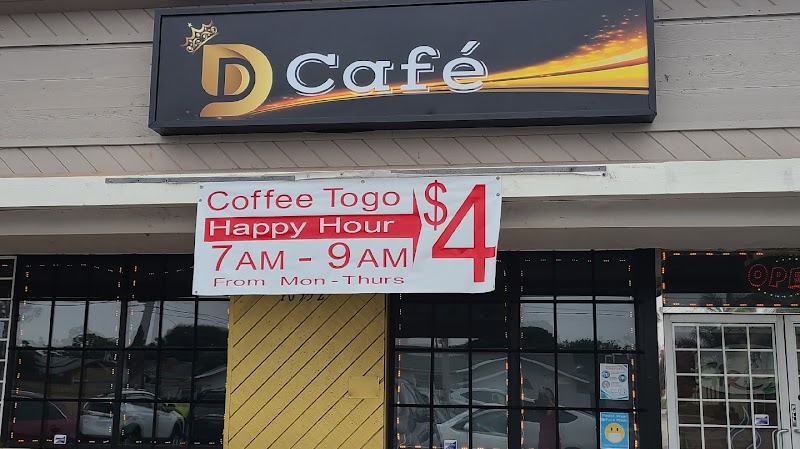 D Café
Coffee Togo
Happy Hour
7AM - 9AM
From Mon - Thurs
$4
OPE